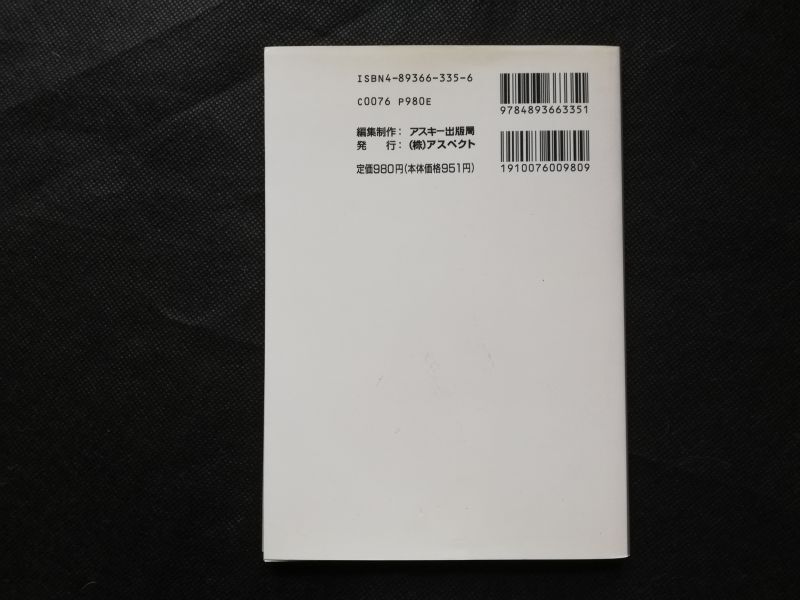 ISBN4-89366-335-6
C0076 P980E
編集制作： アスキー出版局
発　　行： (株)アスペクト
定価980円(本体価格951円)
9784893663351
1910076009809